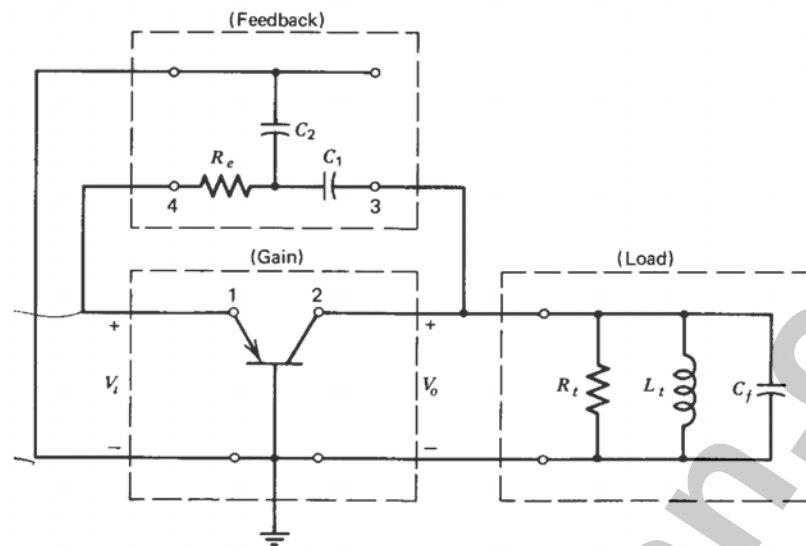 (Feedback)
C2
Re
C1
4
3
(Gain)
(Load)
1
2
+
+
Vi
Vo
Rt
Lt
Cf
−
−